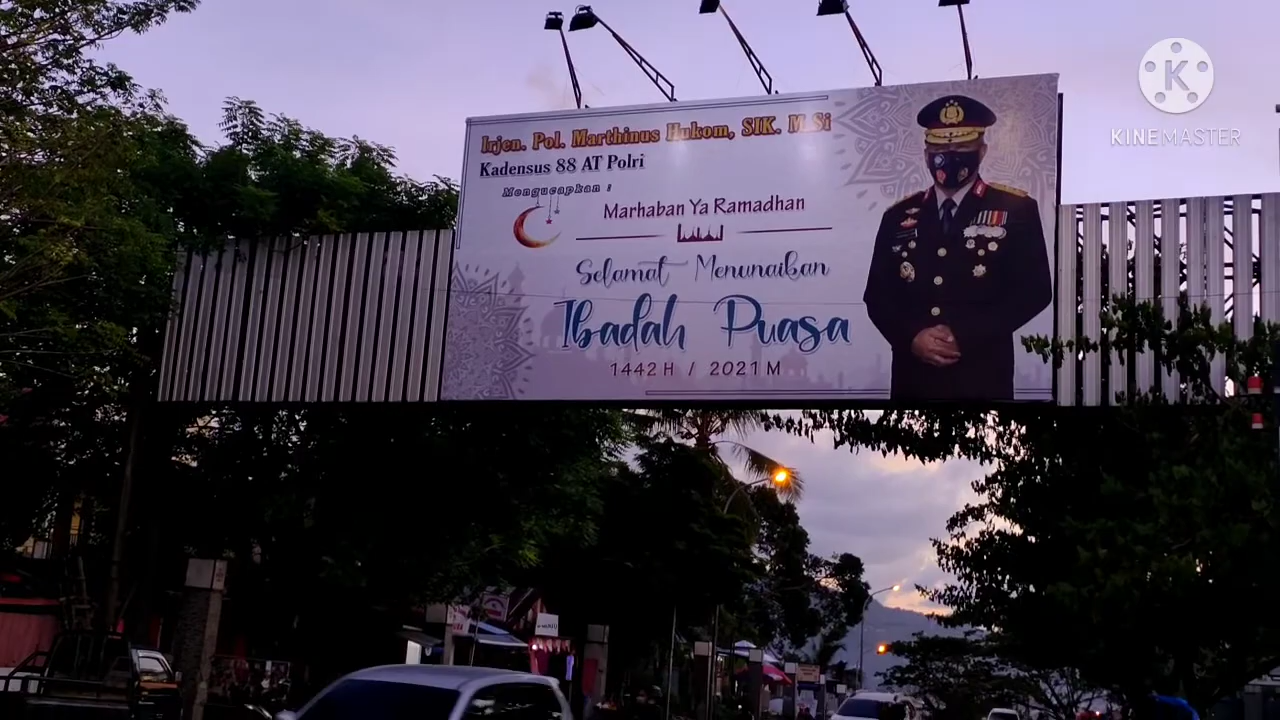 Irjen. Pol. Marthinus Hukom, SIK. M.Si
Kadensus 88 AT Polri
Mengucapkan :
Marhaban Ya Ramadhan
Selamat Menunaikan
Ibadah Puasa
1442 H / 2021 M
K
KINEMASTER